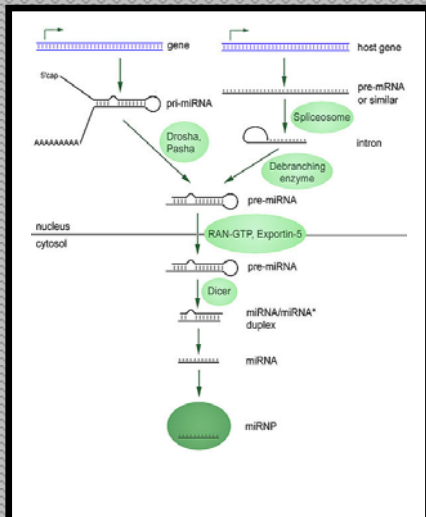 gene
host gene
5'cap
pri-miRNA
pre-mRNA
or similar
Spliceosome
AAAAAAAAA
Drosha,
Pasha
intron
Debranching
enzyme
pre-miRNA
nucleus
cytosol
RAN-GTP, Exportin-5
pre-miRNA
Dicer
miRNA/miRNA*
duplex
miRNA
miRNP